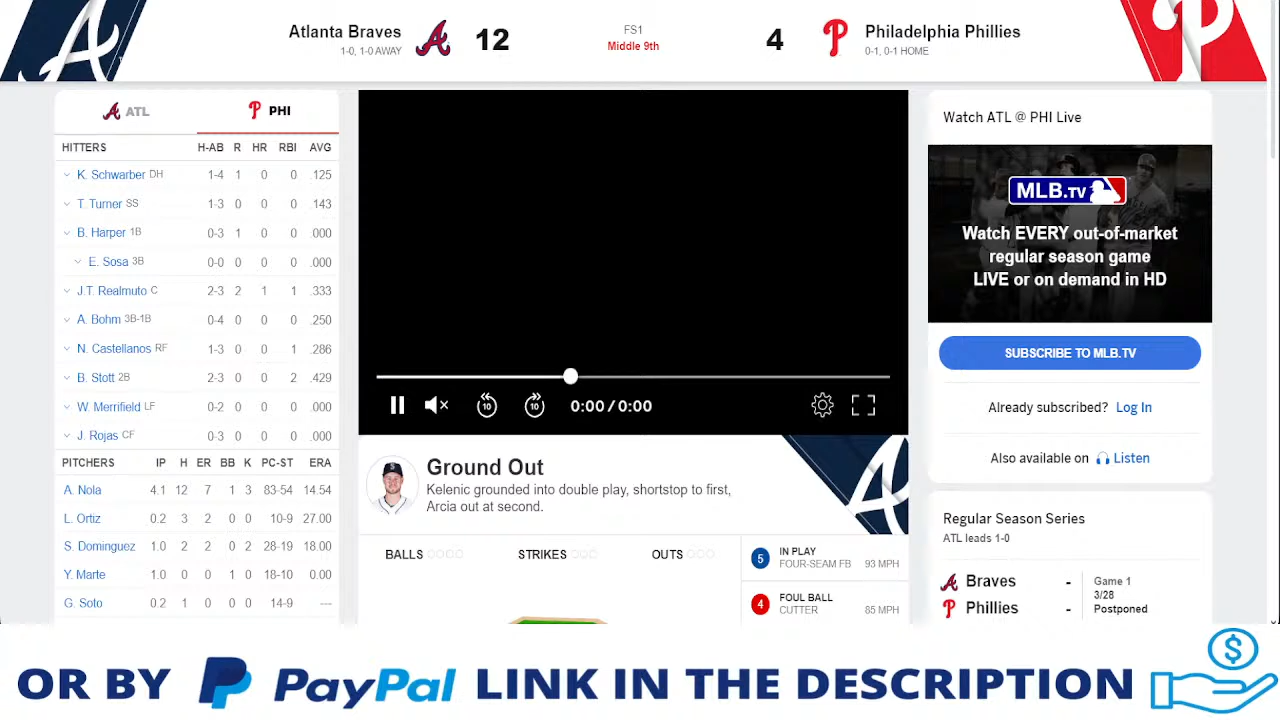 Atlanta Braves
1-0, 1-0 AWAY
12
FS1
Middle 9th
4
Philadelphia Phillies
0-1, 0-1 HOME
ATL PHI
HITTERS H-AB R HR RBI AVG
K. Schwarber DH 1-4 1 0 0 .125
T. Turner SS 1-3 0 0 0 .143
B. Harper 1B 0-3 1 0 0 .000
E. Sosa 3B 0-0 0 0 0 .000
J.T. Realmuto C 2-3 2 1 1 .333
A. Bohm 3B-1B 0-4 0 0 0 .250
N. Castellanos RF 1-3 0 0 1 .286
B. Stott 2B 2-3 0 0 2 .429
W. Merrifield LF 0-2 0 0 0 .000
J. Rojas CF 0-3 0 0 0 .000
PITCHERS IP H ER BB K PC-ST ERA
A. Nola 4.1 12 7 1 3 83-54 14.54
L. Ortiz 0.2 3 2 0 0 10-9 27.00
S. Dominguez 1.0 2 2 0 2 28-19 18.00
Y. Marte 1.0 0 0 1 0 18-10 0.00
G. Soto 0.2 1 0 0 0 14-9 ---
10 10 0:00 / 0:00
Ground Out
Kelenic grounded into double play, shortstop to first,
Arcia out at second.
BALLS STRIKES OUTS
5 IN PLAY
FOUR-SEAM FB 93 MPH
4 FOUL BALL
CUTTER 85 MPH
Watch ATL @ PHI Live
MLB.TV
Watch EVERY out-of-market
regular season game
LIVE or on demand in HD
SUBSCRIBE TO MLB.TV
Already subscribed? Log In
Also available on Listen
Regular Season Series
ATL leads 1-0
Braves -
Phillies -
Game 1
3/28
Postponed
OR BY PayPal LINK IN THE DESCRIPTION